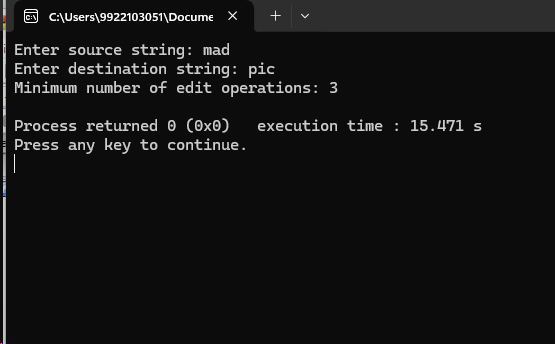 C:\Users\9922103051\Docume
Enter source string: mad
Enter destination string: pic
Minimum number of edit operations: 3
Process returned 0 (0x0)   execution time : 15.471 s
Press any key to continue.